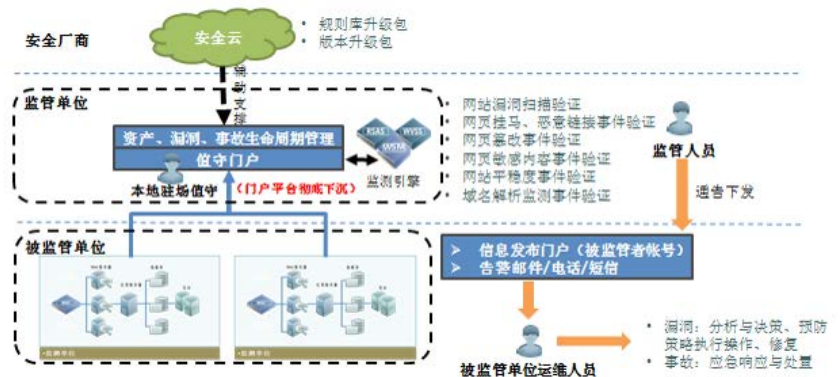 安全厂商
安全云
• 规则库升级包
• 版本升级包
辅助支撑
监管单位
资产、漏洞、事故生命周期管理
值守门户
本地驻场值守
(门户平台彻底下沉)
RSAS
WVSS
WSM
监测引擎
• 网站漏洞扫描验证
• 网页挂马、恶意链接事件验证
• 网页篡改事件验证
• 网页敏感内容事件验证
• 网站平稳度事件验证
• 域名解析监测事件验证
监管人员
通告下发
被监管单位
➢ 信息发布门户（被监管者帐号）
➢ 告警邮件/电话/短信
被监管单位运维人员
• 漏洞：分析与决策、预防
策略执行操作、修复
• 事故：应急响应与处置